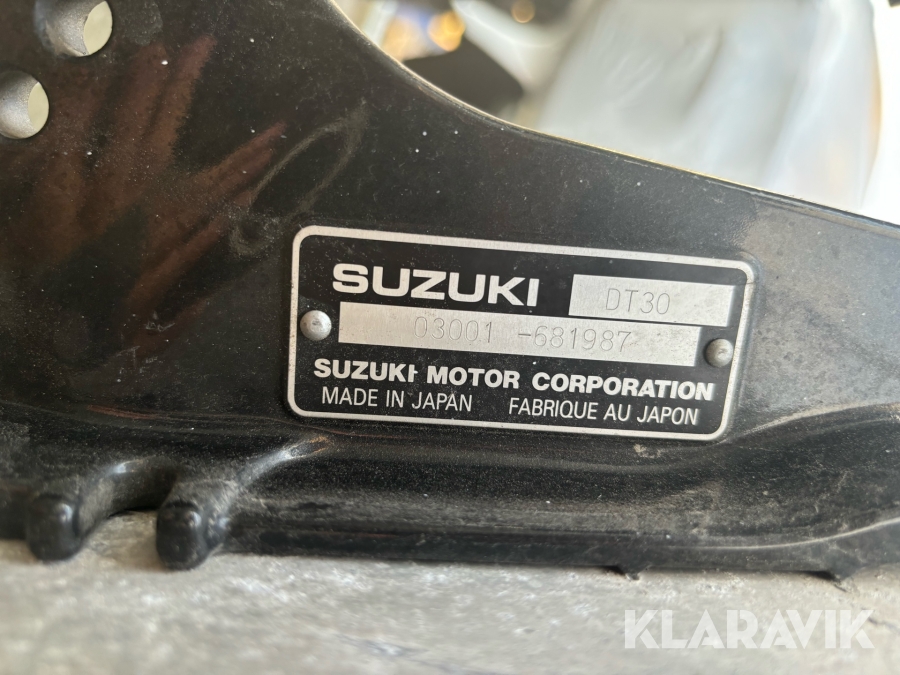 SUZUKI DT30
03001 -681987
SUZUKI MOTOR CORPORATION
MADE IN JAPAN FABRIQUE AU JAPON
KLARAVIK